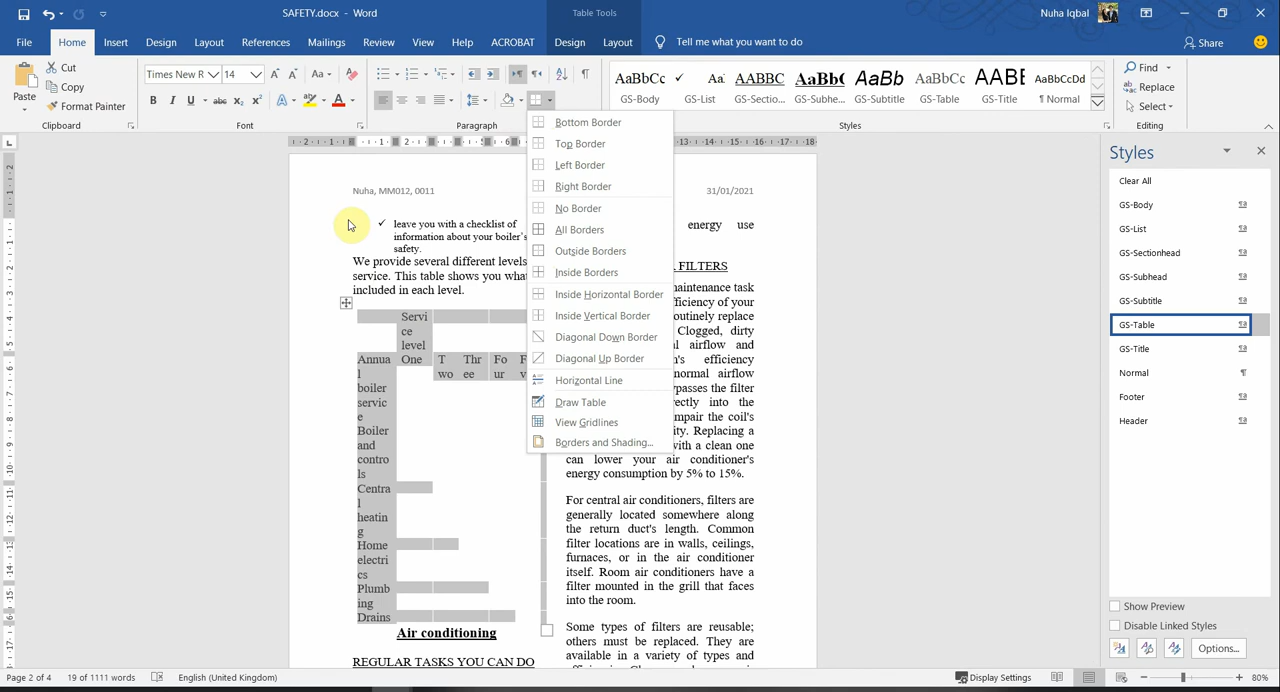 SAFETY.docx - Word
Table Tools
Nuha Iqbal
File
Home
Insert
Design
Layout
References
Mailings
Review
View
Help
ACROBAT
Design
Layout
Tell me what you want to do
Share
Paste
Cut
Copy
Format Painter
Clipboard
Times New R
14
Aa
B I U abc x₂ x²
A
Font
Paragraph
AaBbCc
Aa:
AABBC
AaBbC
AaBb
AaBbCc
AABE
AaBbCcDd
GS-Body
GS-List
GS-Sectio...
GS-Subhe...
GS-Subtitle
GS-Table
GS-Title
¶ Normal
Styles
Find
Replace
Select
Editing
Bottom Border
Top Border
Left Border
Right Border
No Border
All Borders
Outside Borders
Inside Borders
Inside Horizontal Border
Inside Vertical Border
Diagonal Down Border
Diagonal Up Border
Horizontal Line
Draw Table
View Gridlines
Borders and Shading...
Nuha, MM012, 0011
31/01/2021
✓ leave you with a checklist of
information about your boiler's
safety.
We provide several different levels
service. This table shows you wha
included in each level.
Servi
ce
level
One
T
wo
Thr
ee
Fo
ur
Annua
l
boiler
servic
e
Boiler
and
contro
ls
Centra
l
heatin
g
Home
electri
cs
Plumb
ing
Drains
Air conditioning
REGULAR TASKS YOU CAN DO
energy use
FILTERS
maintenance task
fficiency of your
outinely replace
Clogged, dirty
l airflow and
m's efficiency
normal airflow
ypasses the filter
ectly into the
mpair the coil's
ity. Replacing a
with a clean one
can lower your air conditioner's
energy consumption by 5% to 15%.
For central air conditioners, filters are
generally located somewhere along
the return duct's length. Common
filter locations are in walls, ceilings,
furnaces, or in the air conditioner
itself. Room air conditioners have a
filter mounted in the grill that faces
into the room.
Some types of filters are reusable;
others must be replaced. They are
available in a variety of types and
Styles
Clear All
GS-Body
GS-List
GS-Sectionhead
GS-Subhead
GS-Subtitle
GS-Table
GS-Title
Normal
Footer
Header
Show Preview
Disable Linked Styles
Options...
Page 2 of 4
19 of 1111 words
English (United Kingdom)
Display Settings
80%